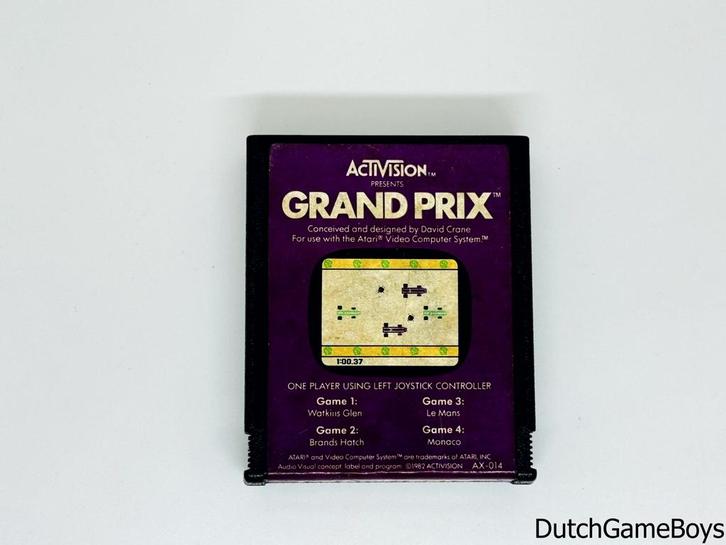 ACTIVISION™
PRESENTS
GRAND PRIX™
Conceived and designed by David Crane
For use with the Atari® Video Computer System™
1:00.37
ONE PLAYER USING LEFT JOYSTICK CONTROLLER
Game 1:
Watkins Glen
Game 2:
Brands Hatch
Game 3:
Le Mans
Game 4:
Monaco
ATARI® and Video Computer System™ are trademarks of ATARI, INC
Audio Visual concept, label and program ©1982 ACTIVISION AX-014
DutchGameBoys